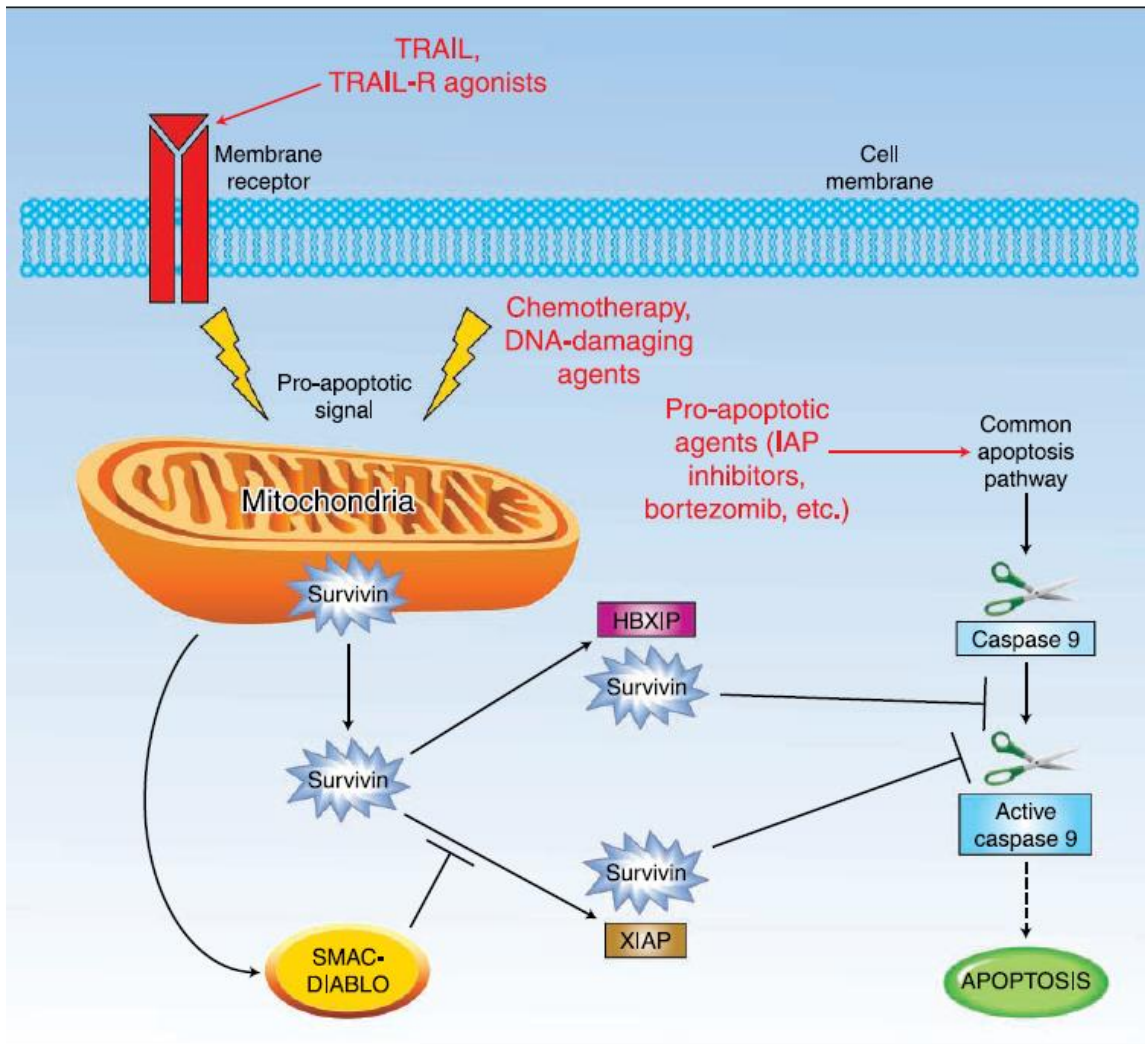 TRAIL,
TRAIL-R agonists
Membrane
receptor
Cell
membrane
Chemotherapy,
DNA-damaging
agents
Pro-apoptotic
signal
Pro-apoptotic
agents (IAP
inhibitors,
bortezomib, etc.)
Common
apoptosis
pathway
Mitochondria
Survivin
HBXIP
Survivin
Caspase 9
Survivin
Active
caspase 9
Survivin
XIAP
SMAC-
DIABLO
APOPTOSIS